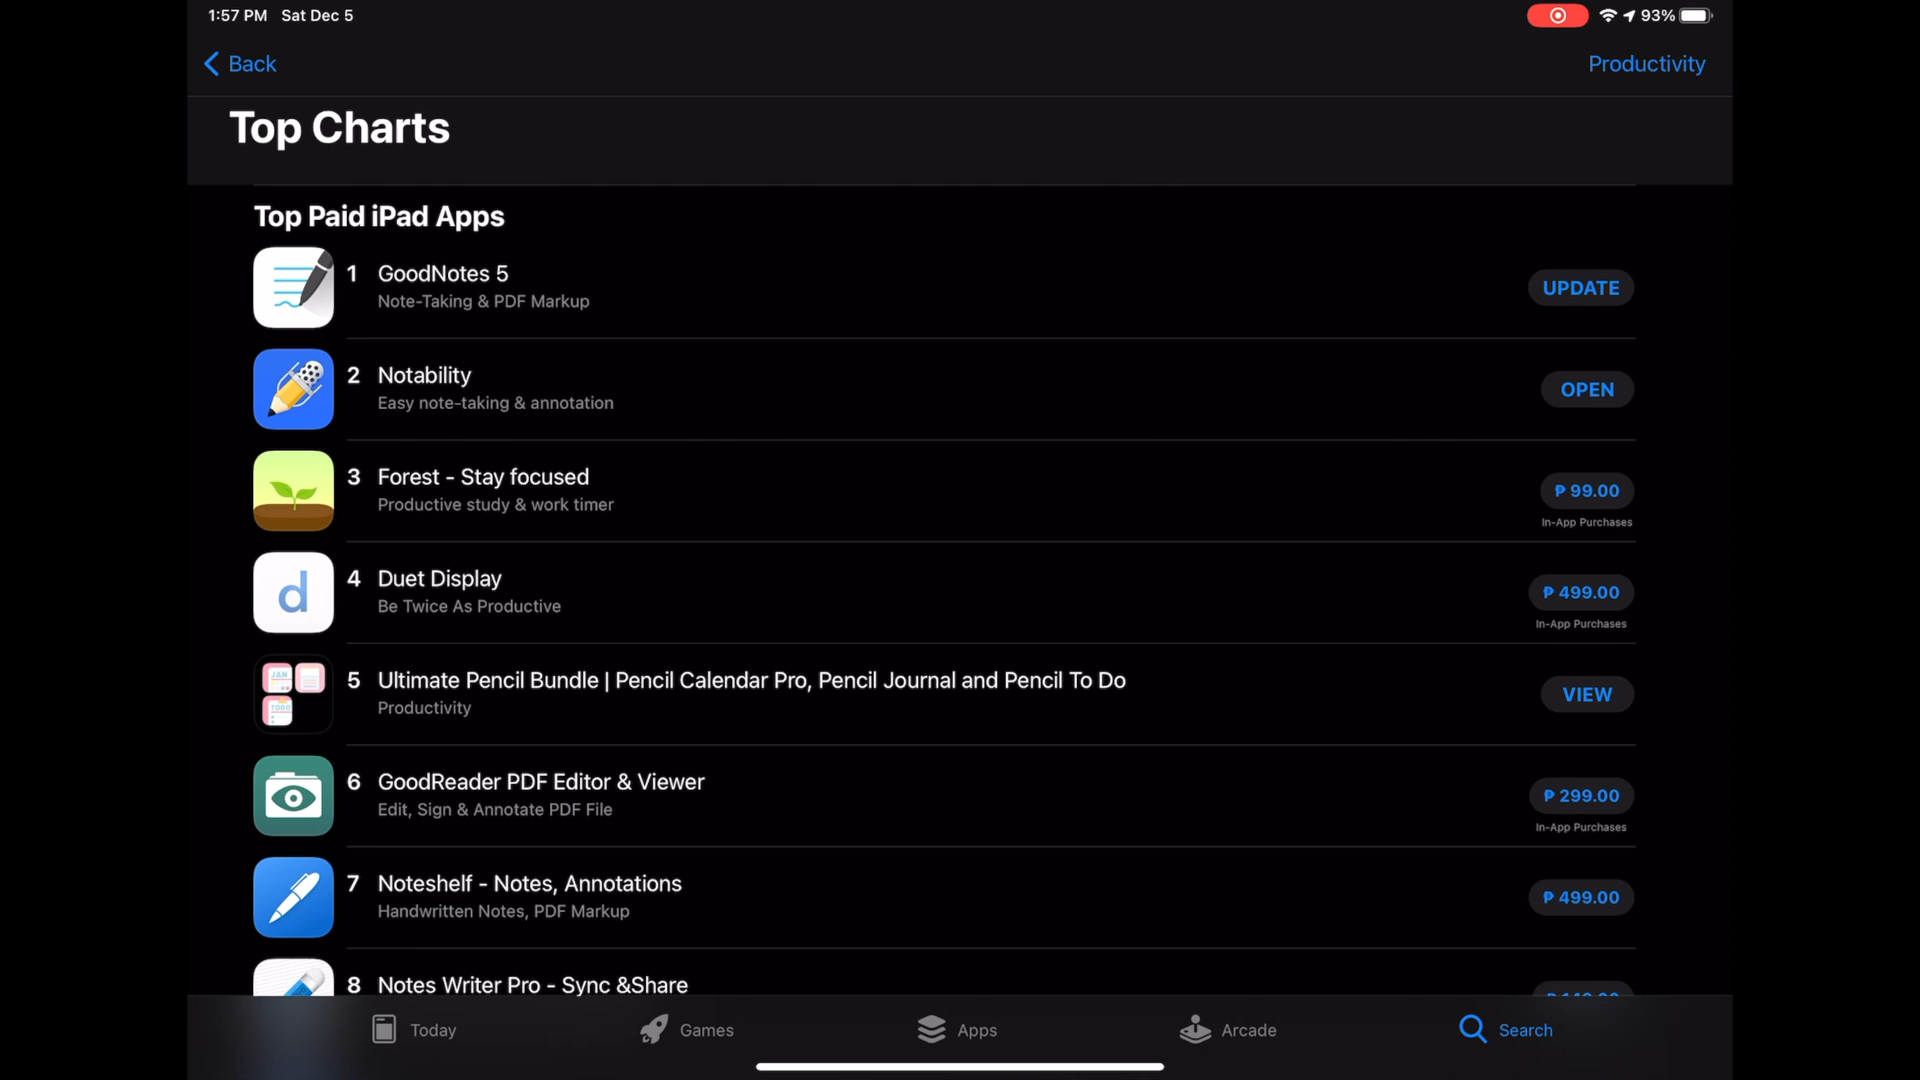 1:57 PM Sat Dec 5
93%
Back
Productivity
Top Charts
Top Paid iPad Apps
1 GoodNotes 5
Note-Taking & PDF Markup
UPDATE
2 Notability
Easy note-taking & annotation
OPEN
3 Forest - Stay focused
Productive study & work timer
₱ 99.00
In-App Purchases
d
4 Duet Display
Be Twice As Productive
₱ 499.00
In-App Purchases
JAN
TODO
5 Ultimate Pencil Bundle | Pencil Calendar Pro, Pencil Journal and Pencil To Do
Productivity
VIEW
6 GoodReader PDF Editor & Viewer
Edit, Sign & Annotate PDF File
₱ 299.00
In-App Purchases
7 Noteshelf - Notes, Annotations
Handwritten Notes, PDF Markup
₱ 499.00
8 Notes Writer Pro - Sync &Share
Today
Games
Apps
Arcade
Search